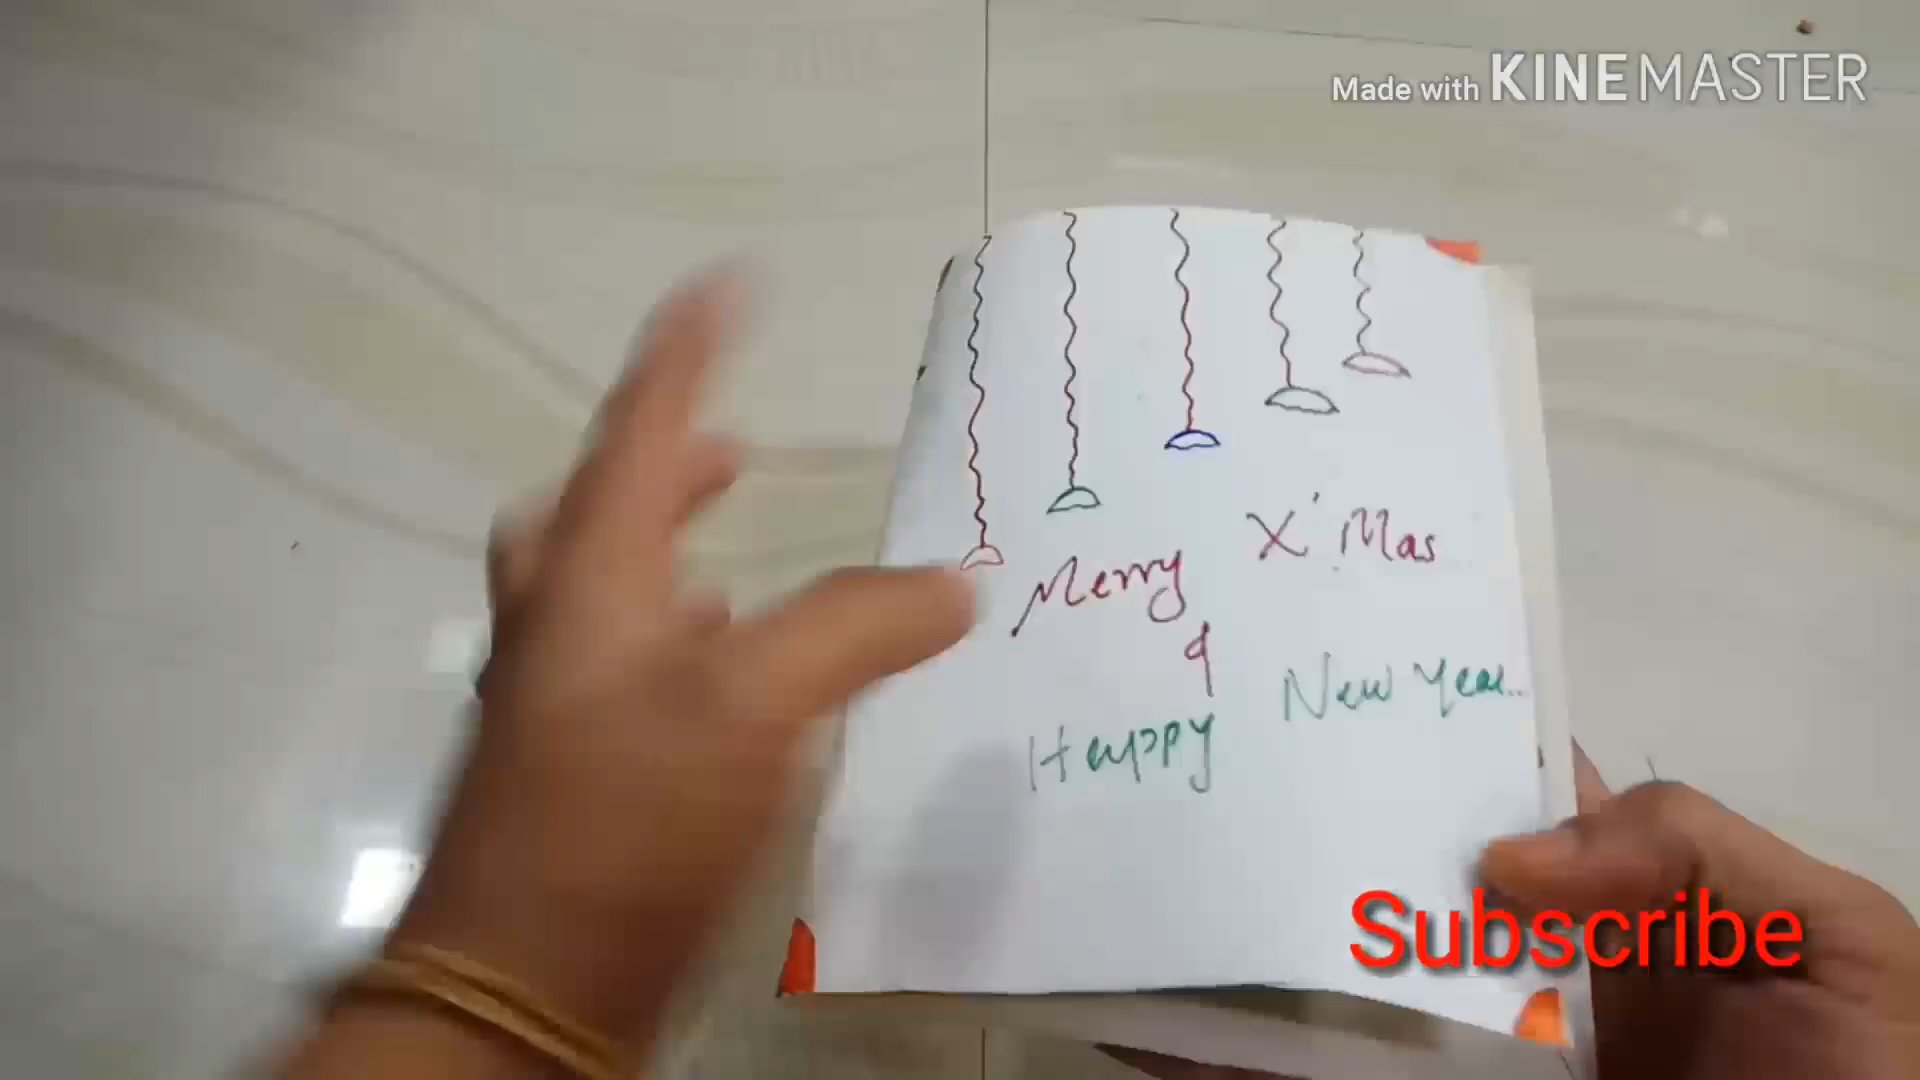 Made with KINEMASTER
Merry X'Mas
&
Happy New Year...
Subscribe